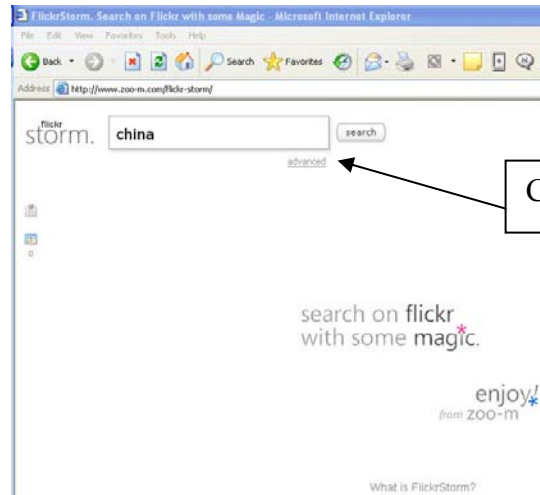 FlickrStorm. Search on Flickr with some Magic - Microsoft Internet Explorer
File Edit View Favorites Tools Help
Back Search Favorites
Address http://www.zoo-m.com/flickr-storm/
flickr
storm. china search
advanced
C
0
search on flickr
with some magic.
enjoy!
from zoo-m
What is FlickrStorm?